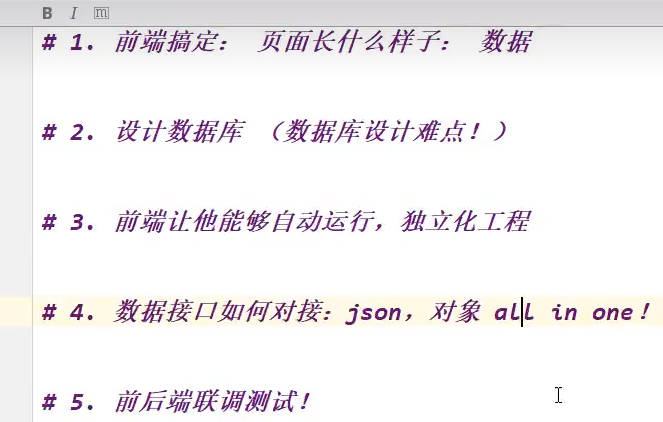 B I m
# 1. 前端搞定： 页面长什么样子： 数据
# 2. 设计数据库 （数据库设计难点！）
# 3. 前端让他能够自动运行，独立化工程
# 4. 数据接口如何对接：json，对象 all in one！
# 5. 前后端联调测试！